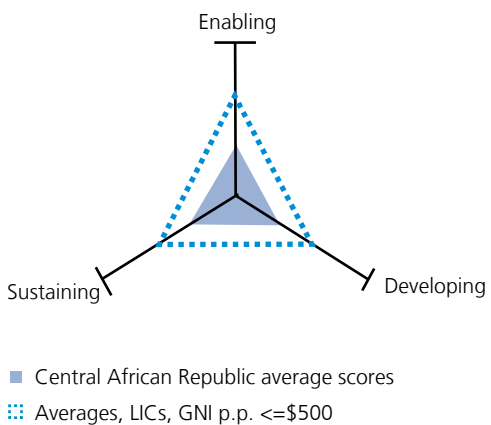 Enabling
Sustaining
Developing
Central African Republic average scores
Averages, LICs, GNI p.p. <=$500